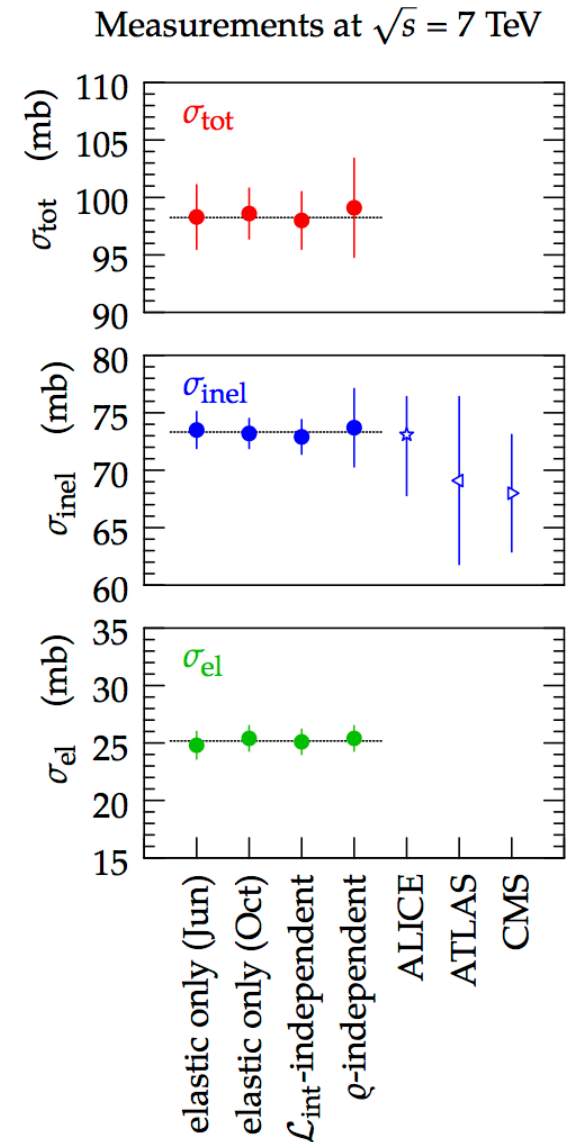 Measurements at √s = 7 TeV
σtot (mb)
110
105
100
95
90
σtot
σinel (mb)
80
75
70
65
60
σinel
σel (mb)
35
30
25
20
15
σel
elastic only (Jun)
elastic only (Oct)
ℒint-independent
ϱ-independent
ALICE
ATLAS
CMS